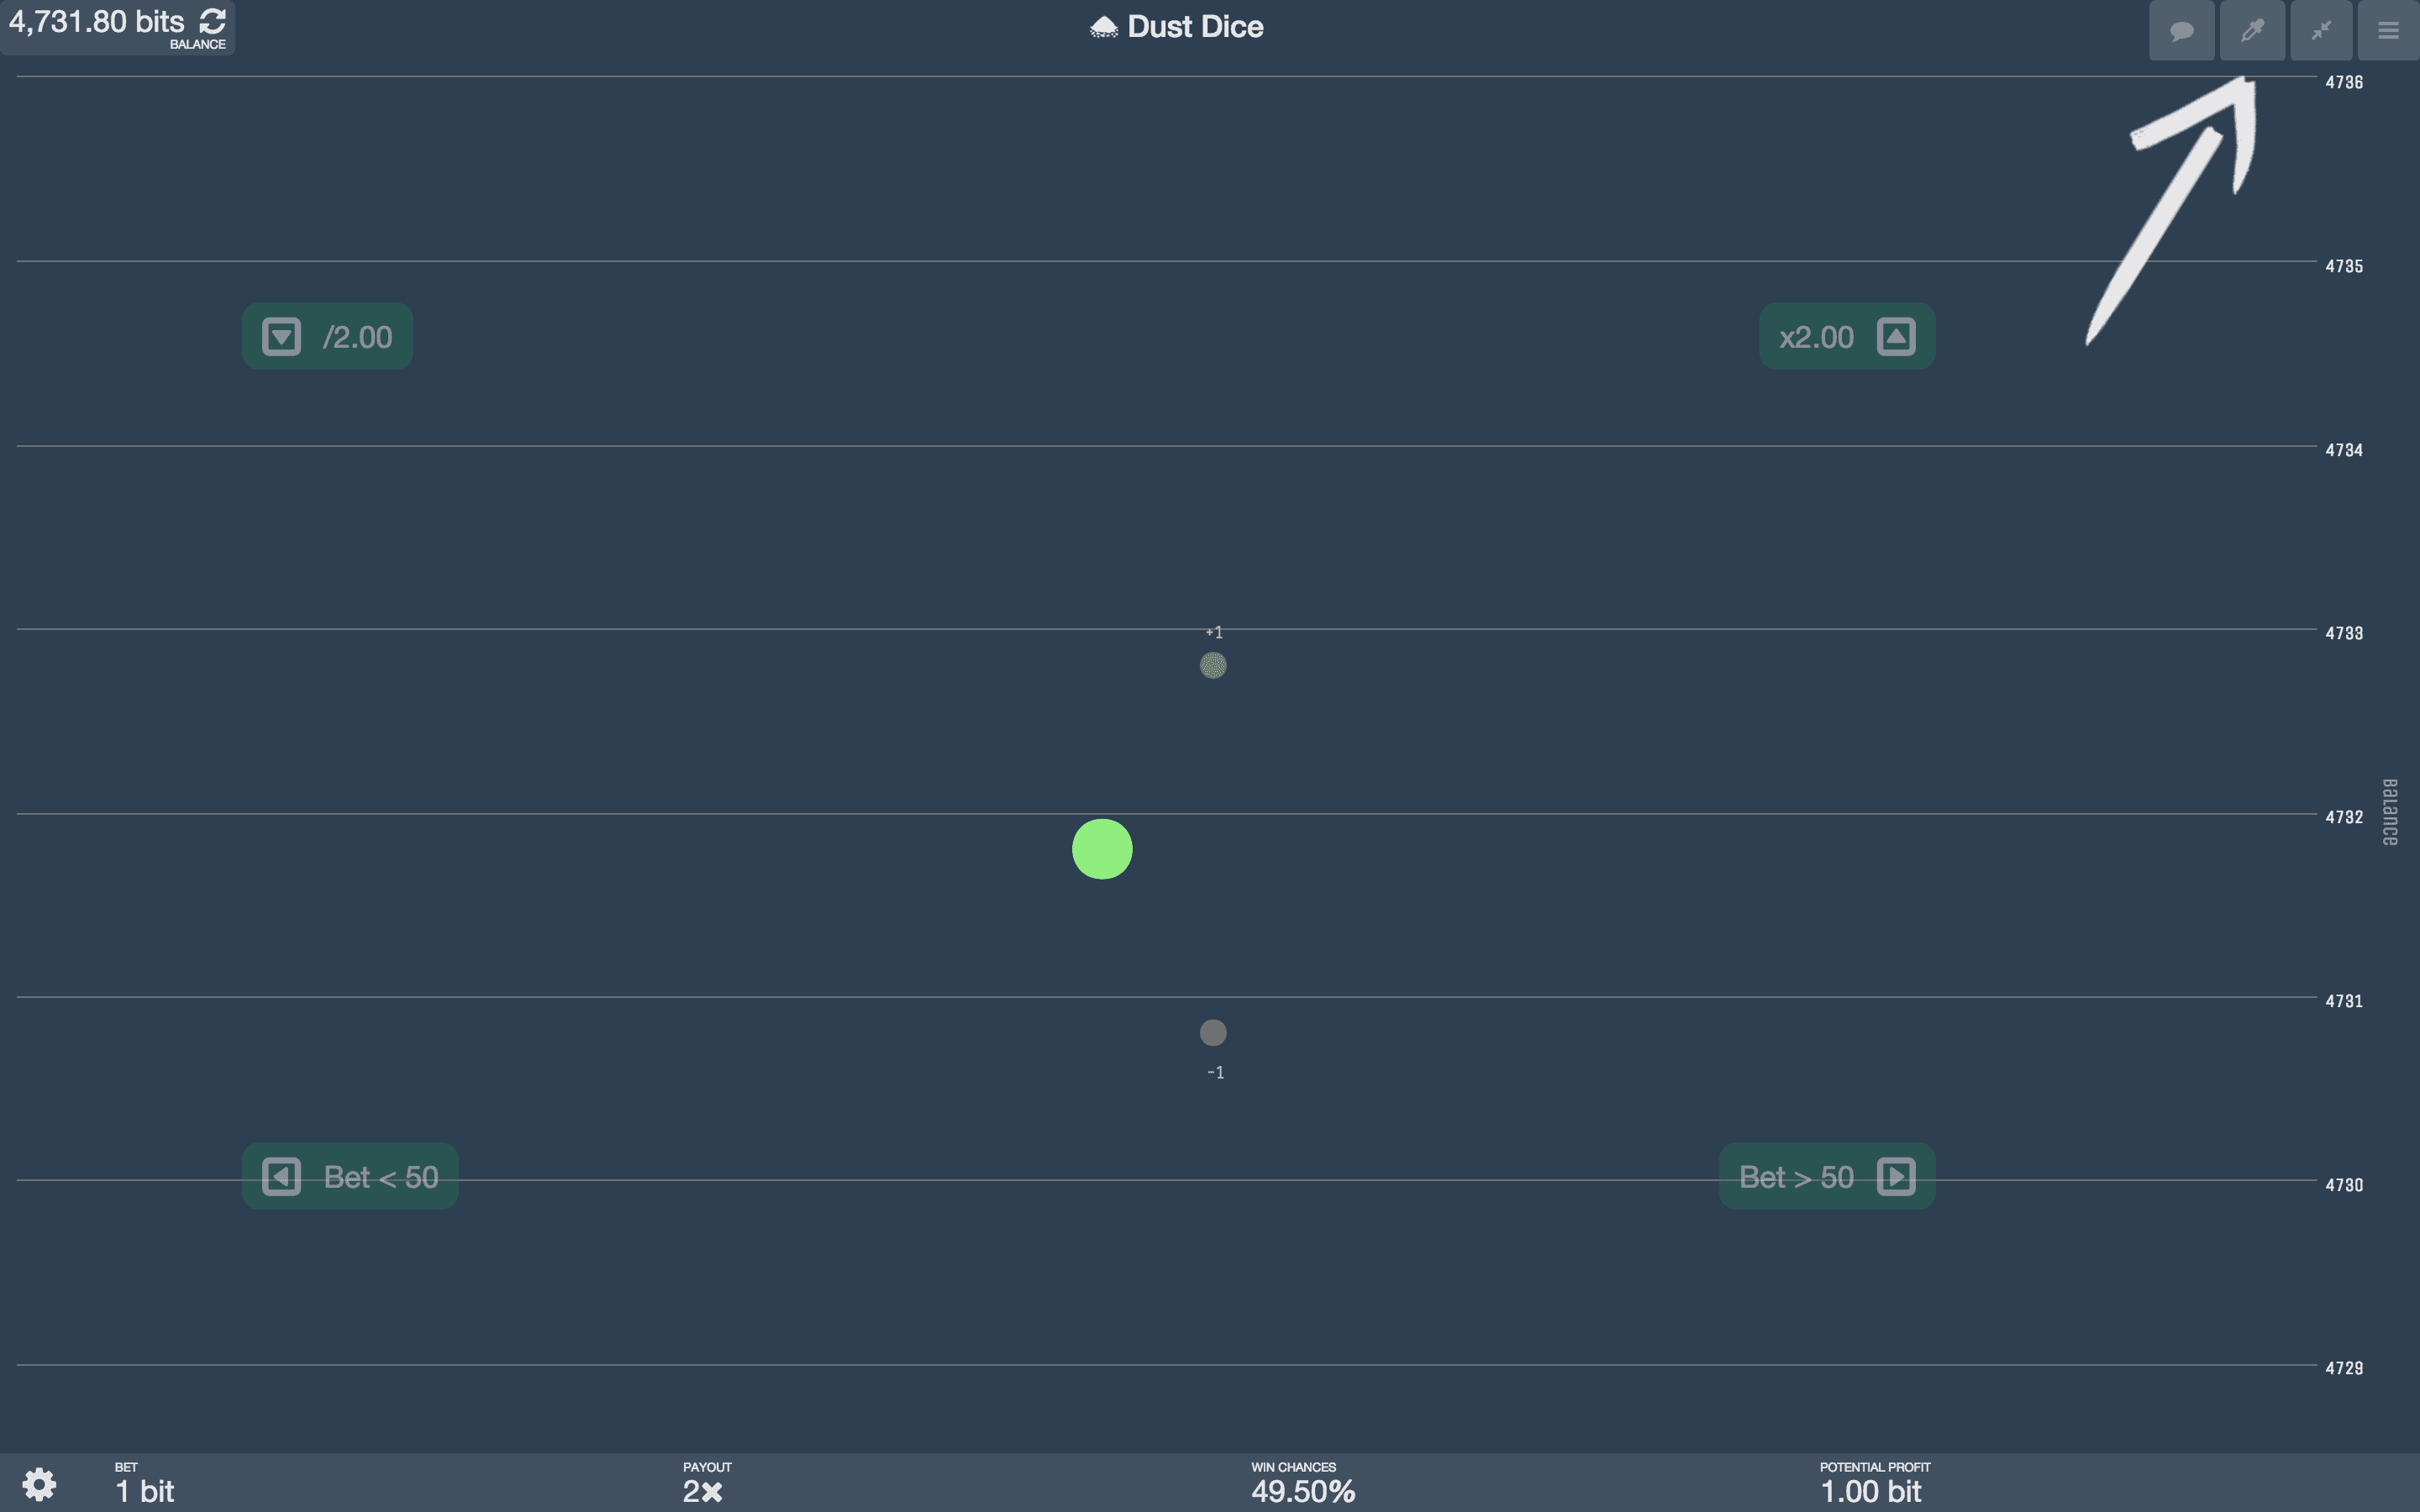 4,731.80 bits
BALANCE
Dust Dice
4736
4735
/2.00
x2.00
4734
+1
4733
4732
Balance
4731
-1
Bet < 50
Bet > 50
4730
4729
BET
1 bit
PAYOUT
2×
WIN CHANCES
49.50%
POTENTIAL PROFIT
1.00 bit